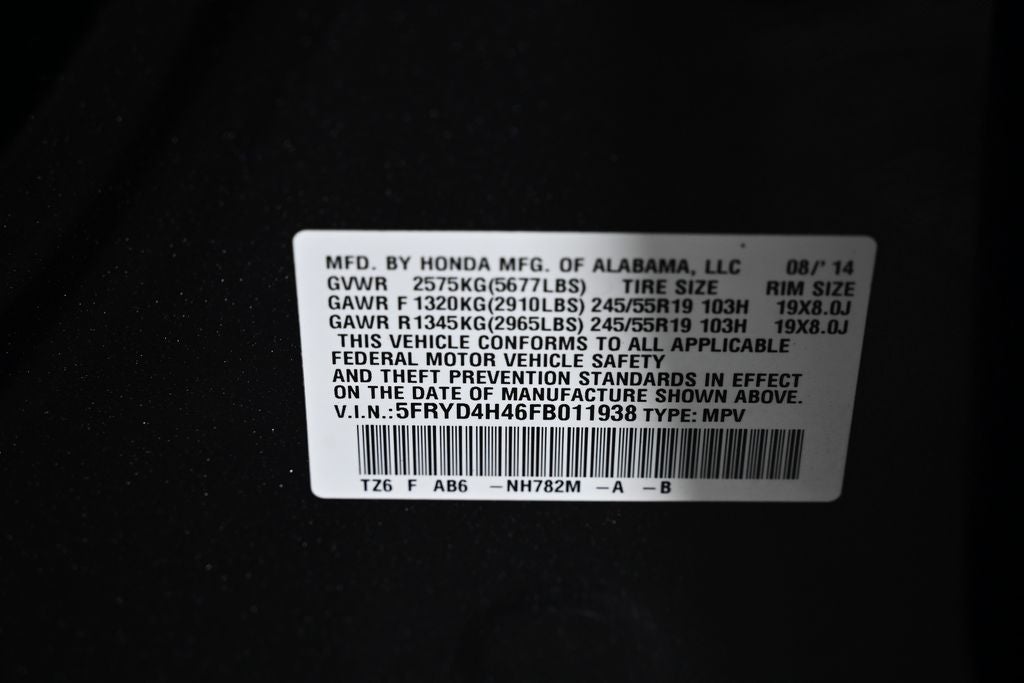 MFD. BY HONDA MFG. OF ALABAMA, LLC 08/' 14
GVWR 2575KG(5677LBS) TIRE SIZE RIM SIZE
GAWR F 1320KG(2910LBS) 245/55R19 103H 19X8.0J
GAWR R 1345KG(2965LBS) 245/55R19 103H 19X8.0J
THIS VEHICLE CONFORMS TO ALL APPLICABLE
FEDERAL MOTOR VEHICLE SAFETY
AND THEFT PREVENTION STANDARDS IN EFFECT
ON THE DATE OF MANUFACTURE SHOWN ABOVE.
V.I.N.: 5FRYD4H46FB011938 TYPE: MPV
TZ6 F AB6 –NH782M –A –B